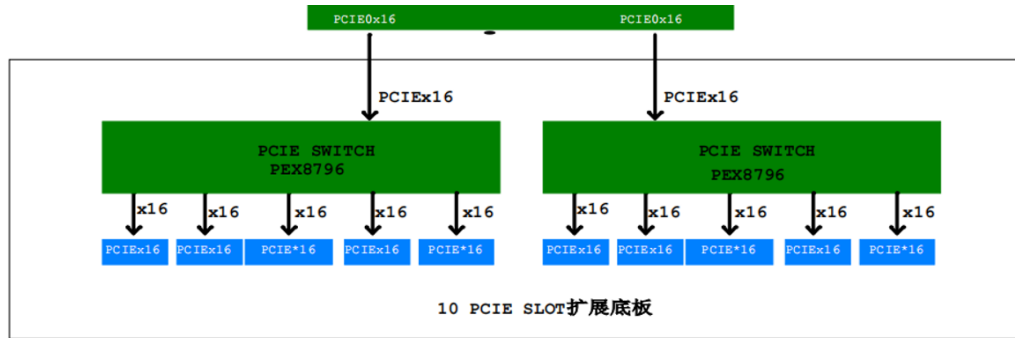 PCIE0x16 PCIE0x16
PCIEx16 PCIEx16
PCIE SWITCH PCIE SWITCH
PEX8796 PEX8796
x16 x16 x16 x16 x16 x16 x16 x16 x16 x16
PCIEx16 PCIEx16 PCIE*16 PCIEx16 PCIE*16 PCIEx16 PCIEx16 PCIE*16 PCIEx16 PCIE*16
10 PCIE SLOT扩展底板